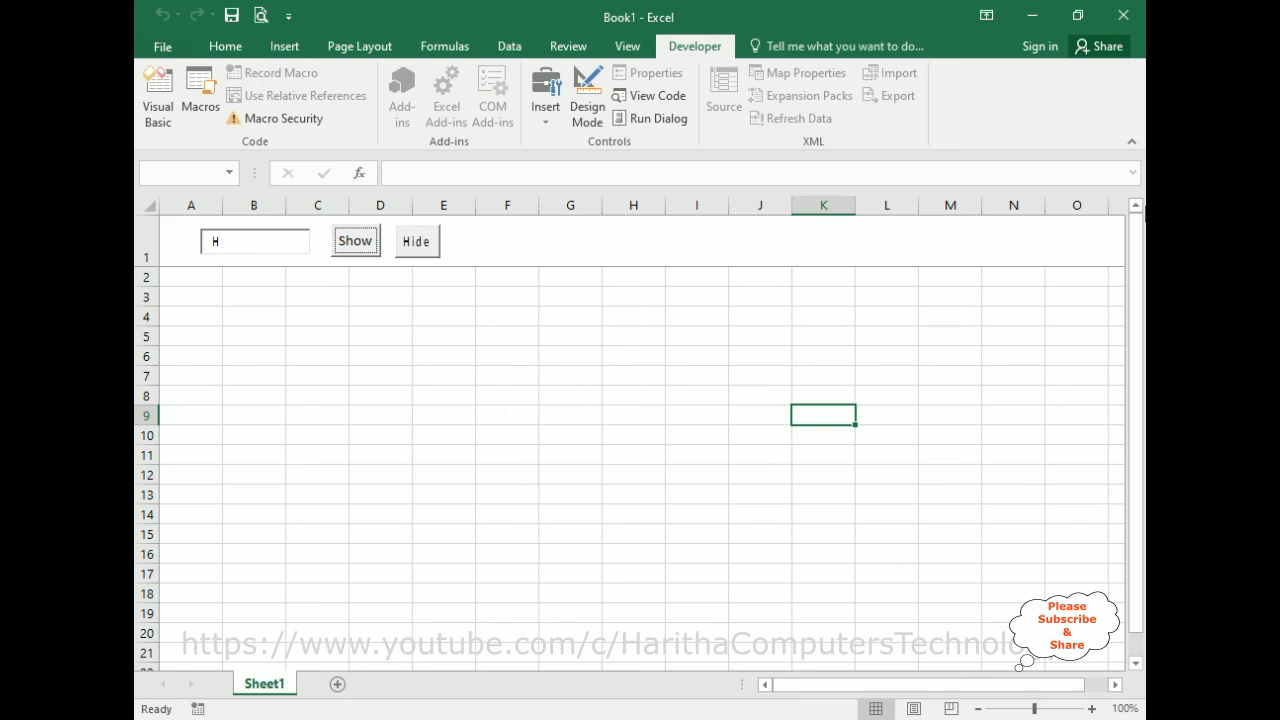 Book1 - Excel
File Home Insert Page Layout Formulas Data Review View Developer Tell me what you want to do... Sign in Share
Visual Basic
Macros
Record Macro
Use Relative References
Macro Security
Code
Add-ins
Excel Add-ins
COM Add-ins
Add-ins
Insert
Design Mode
Properties
View Code
Run Dialog
Controls
Source
Map Properties
Expansion Packs
Refresh Data
Import
Export
XML
fx
A B C D E F G H I J K L M N O
1 H Show Hide
2
3
4
5
6
7
8
9
10
11
12
13
14
15
16
17
18
19
20
21
https://www.youtube.com/c/HarithaComputersTechnolo
Please
Subscribe
&
Share
Sheet1
Ready
100%